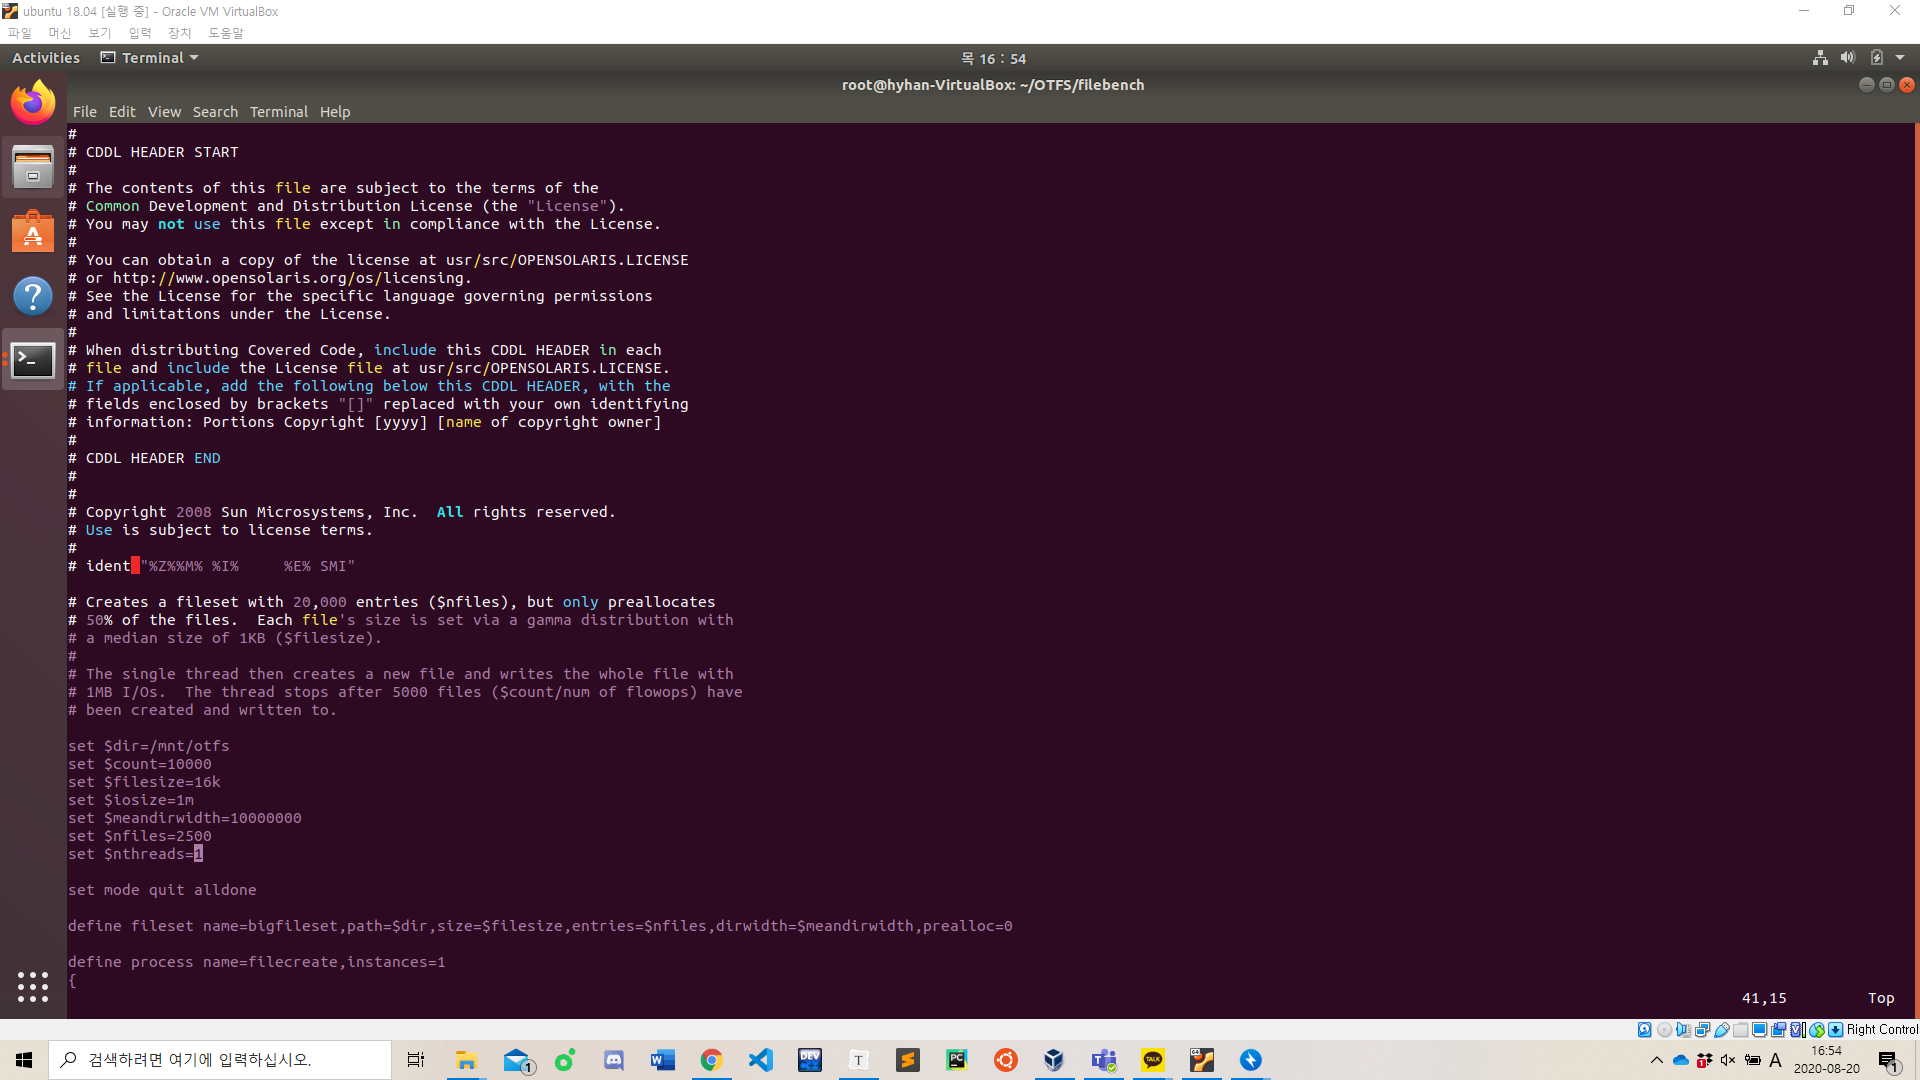 ubuntu 18.04 [실행 중] - Oracle VM VirtualBox
파일 머신 보기 입력 장치 도움말
Activities Terminal 목 16 : 54
root@hyhan-VirtualBox: ~/OTFS/filebench
File Edit View Search Terminal Help
#
# CDDL HEADER START
#
# The contents of this file are subject to the terms of the
# Common Development and Distribution License (the "License").
# You may not use this file except in compliance with the License.
#
# You can obtain a copy of the license at usr/src/OPENSOLARIS.LICENSE
# or http://www.opensolaris.org/os/licensing.
# See the License for the specific language governing permissions
# and limitations under the License.
#
# When distributing Covered Code, include this CDDL HEADER in each
# file and include the License file at usr/src/OPENSOLARIS.LICENSE.
# If applicable, add the following below this CDDL HEADER, with the
# fields enclosed by brackets "[]" replaced with your own identifying
# information: Portions Copyright [yyyy] [name of copyright owner]
#
# CDDL HEADER END
#
#
# Copyright 2008 Sun Microsystems, Inc.  All rights reserved.
# Use is subject to license terms.
#
# ident "%Z%%M% %I%     %E% SMI"
# Creates a fileset with 20,000 entries ($nfiles), but only preallocates
# 50% of the files.  Each file's size is set via a gamma distribution with
# a median size of 1KB ($filesize).
#
# The single thread then creates a new file and writes the whole file with
# 1MB I/Os.  The thread stops after 5000 files ($count/num of flowops) have
# been created and written to.
set $dir=/mnt/otfs
set $count=10000
set $filesize=16k
set $iosize=1m
set $meandirwidth=10000000
set $nfiles=2500
set $nthreads=1
set mode quit alldone
define fileset name=bigfileset,path=$dir,size=$filesize,entries=$nfiles,dirwidth=$meandirwidth,prealloc=0
define process name=filecreate,instances=1
{
41,15 Top
Right Control
검색하려면 여기에 입력하십시오.
A 16:54
2020-08-20